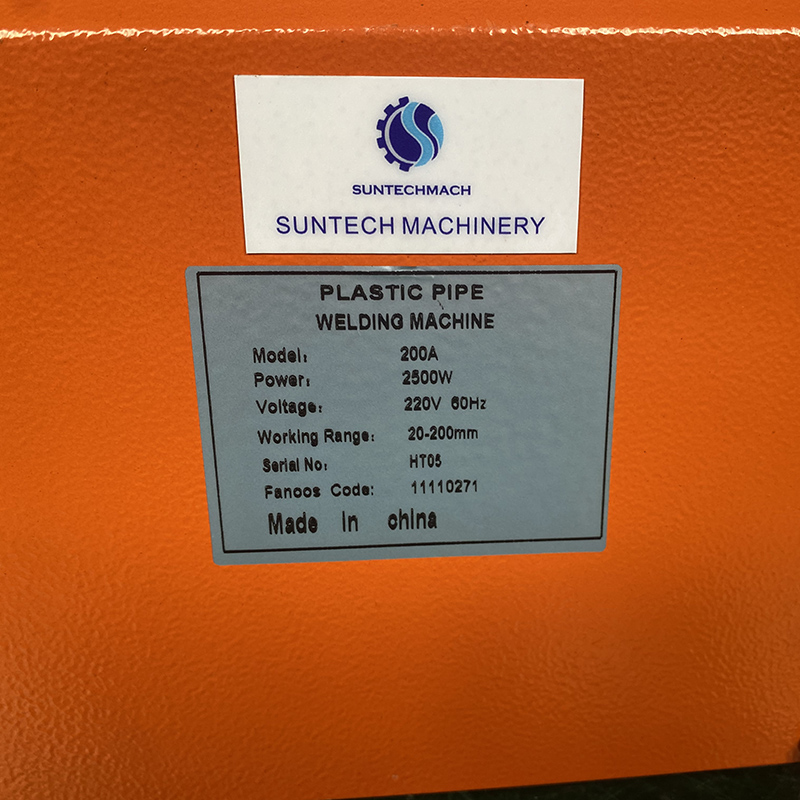 SUNTECHMACH
SUNTECH MACHINERY
PLASTIC PIPE
WELDING MACHINE
Model: 200A
Power: 2500W
Voltage: 220V 60Hz
Working Range: 20-200mm
Serial No: HT05
Fanoos Code: 11110271
Made in china